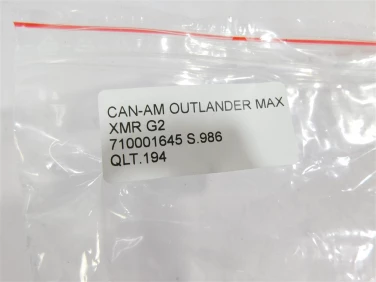 CAN-AM OUTLANDER MAX
XMR G2
710001645 S.986
QLT.194